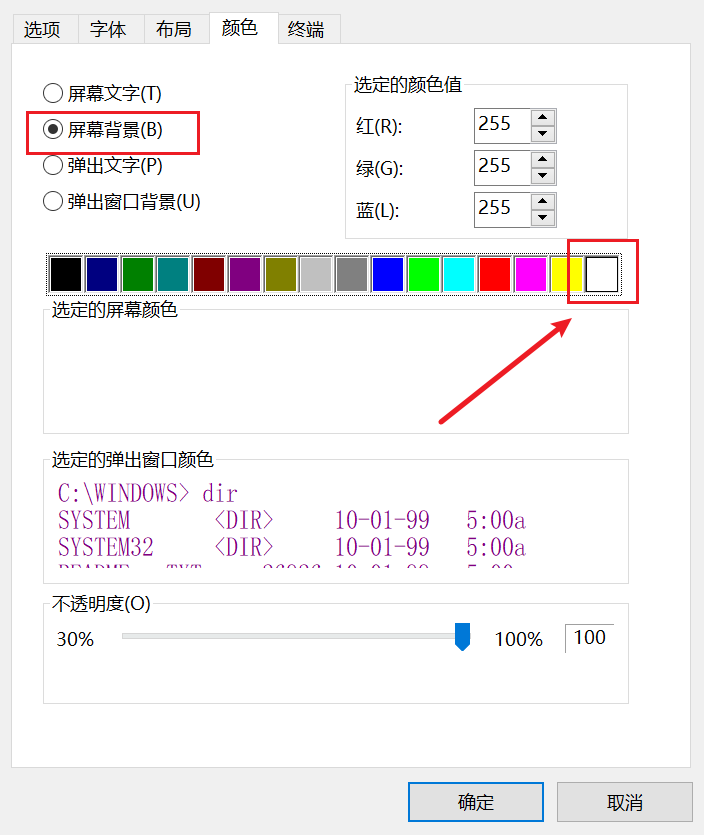 选项 字体 布局 颜色 终端
屏幕文字(T)
屏幕背景(B)
弹出文字(P)
弹出窗口背景(U)
选定的颜色值
红(R): 255
绿(G): 255
蓝(L): 255
选定的屏幕颜色
选定的弹出窗口颜色
C:\WINDOWS> dir
SYSTEM <DIR> 10-01-99 5:00a
SYSTEM32 <DIR> 10-01-99 5:00a
不透明度(O)
30% 100% 100
确定 取消